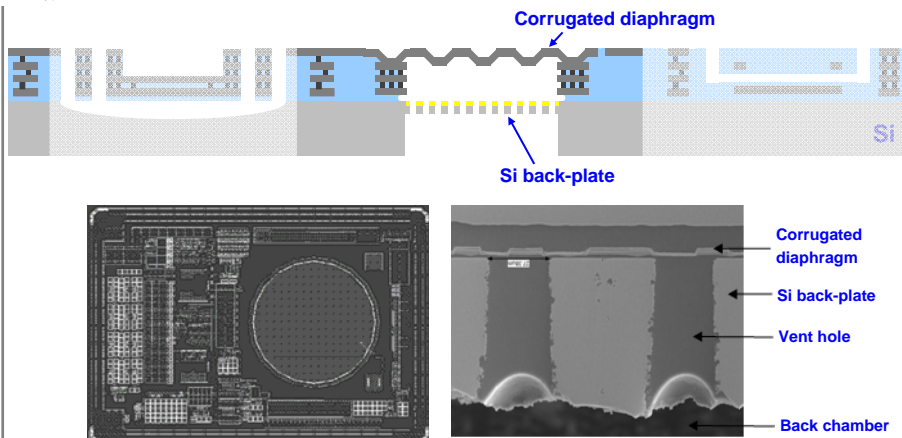 Corrugated diaphragm
Si
Si back-plate
Corrugated
diaphragm
Si back-plate
Vent hole
Back chamber